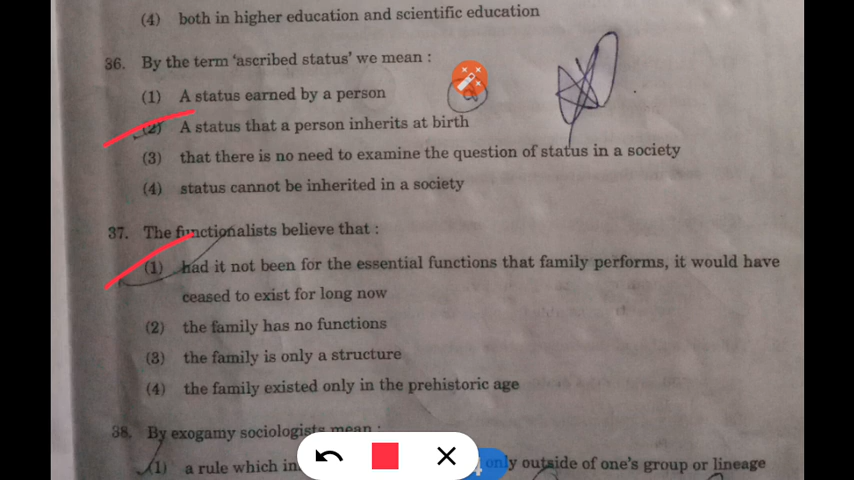 (4) both in higher education and scientific education
36. By the term 'ascribed status' we mean :
(1) A status earned by a person
(2) A status that a person inherits at birth
(3) that there is no need to examine the question of status in a society
(4) status cannot be inherited in a society
37. The functionalists believe that :
(1) had it not been for the essential functions that family performs, it would have
ceased to exist for long now
(2) the family has no functions
(3) the family is only a structure
(4) the family existed only in the prehistoric age
38. By exogamy sociologists mean :
(1) a rule which in only outside of one's group or lineage